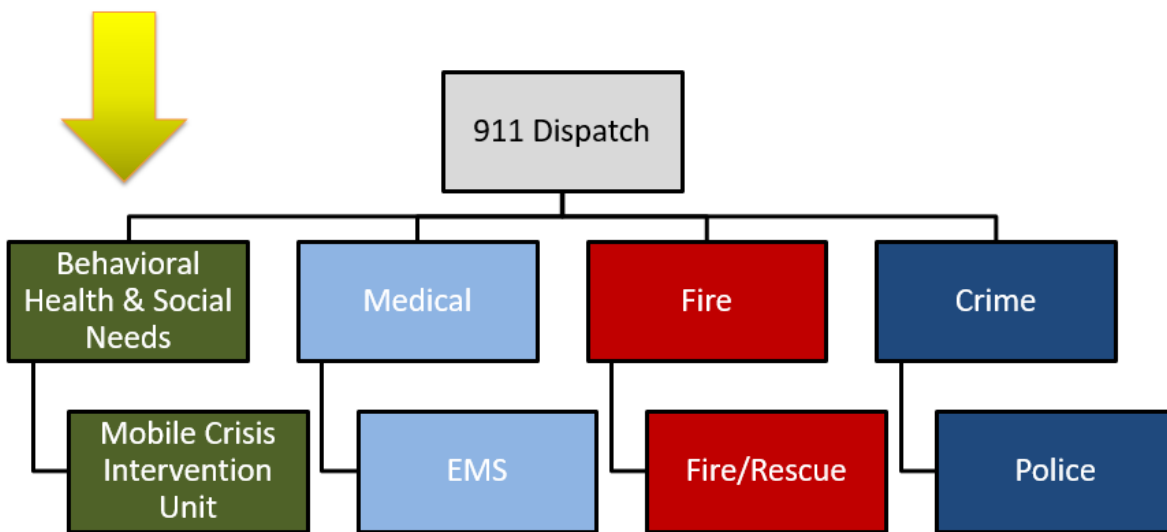 911 Dispatch
Behavioral
Health & Social
Needs
Medical
Fire
Crime
Mobile Crisis
Intervention
Unit
EMS
Fire/Rescue
Police